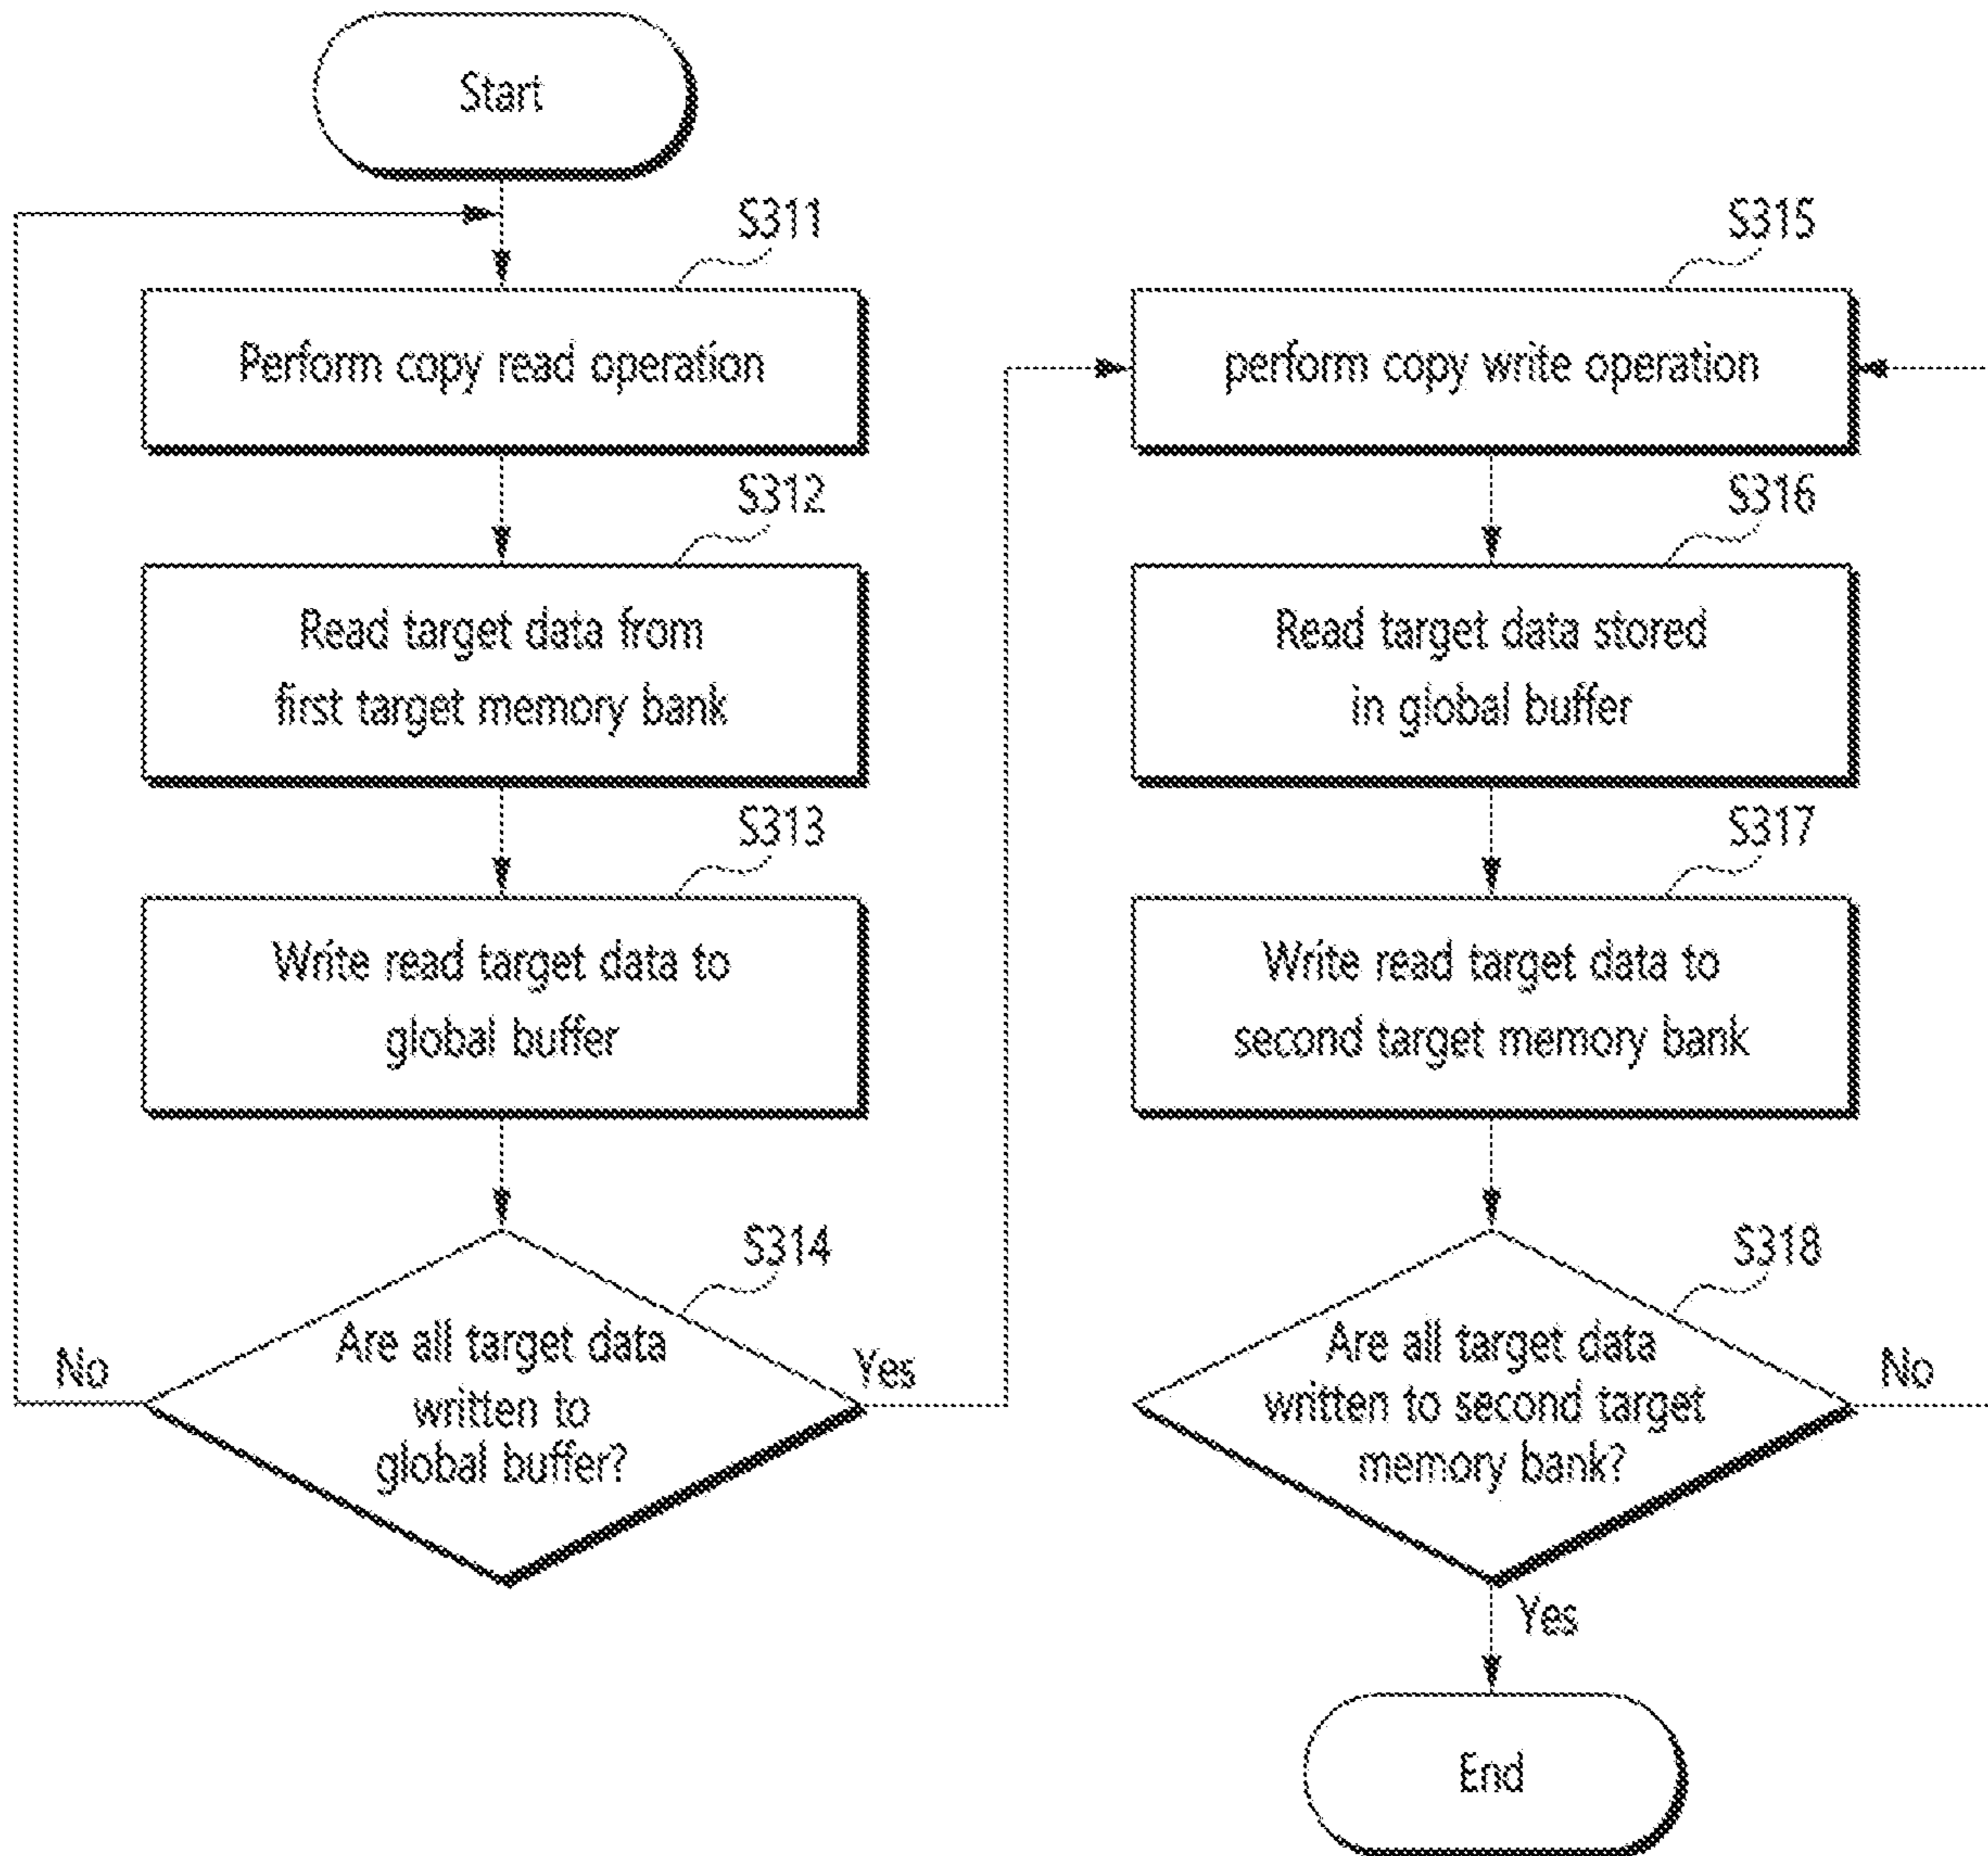 Start
S311
Perform copy read operation
S312
Read target data from
first target memory bank
S313
Write read target data to
global buffer
S314
Are all target data
written to
global buffer?
No
Yes
S315
perform copy write operation
S316
Read target data stored
in global buffer
S317
Write read target data to
second target memory bank
S318
Are all target data
written to second target
memory bank?
No
Yes
End